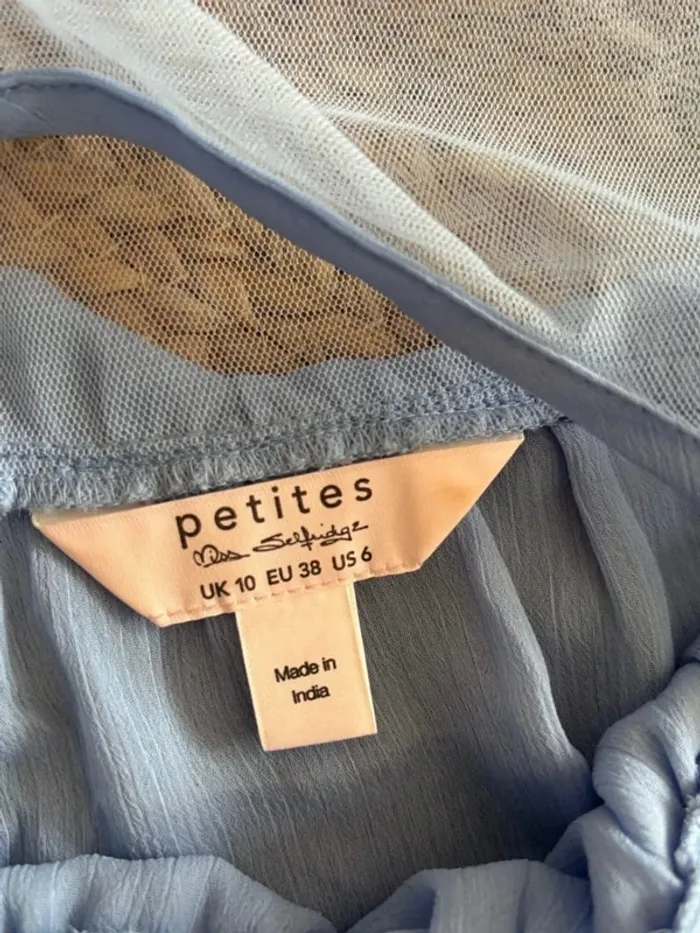 petites
Miss Selfridge
UK 10 EU 38 US 6
Made in
India